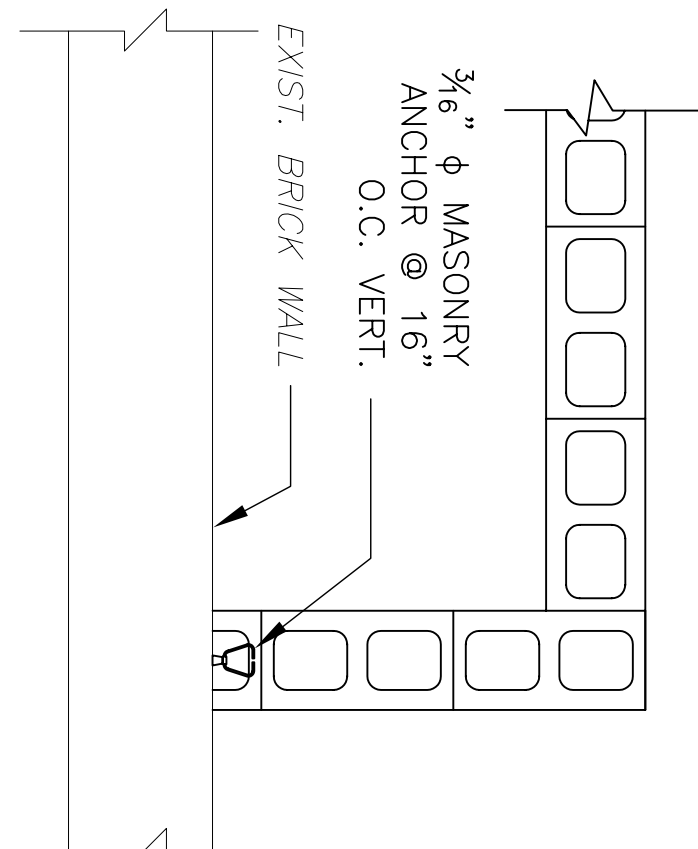 3/16" ϕ MASONRY
ANCHOR @ 16"
O.C. VERT.
EXIST. BRICK WALL